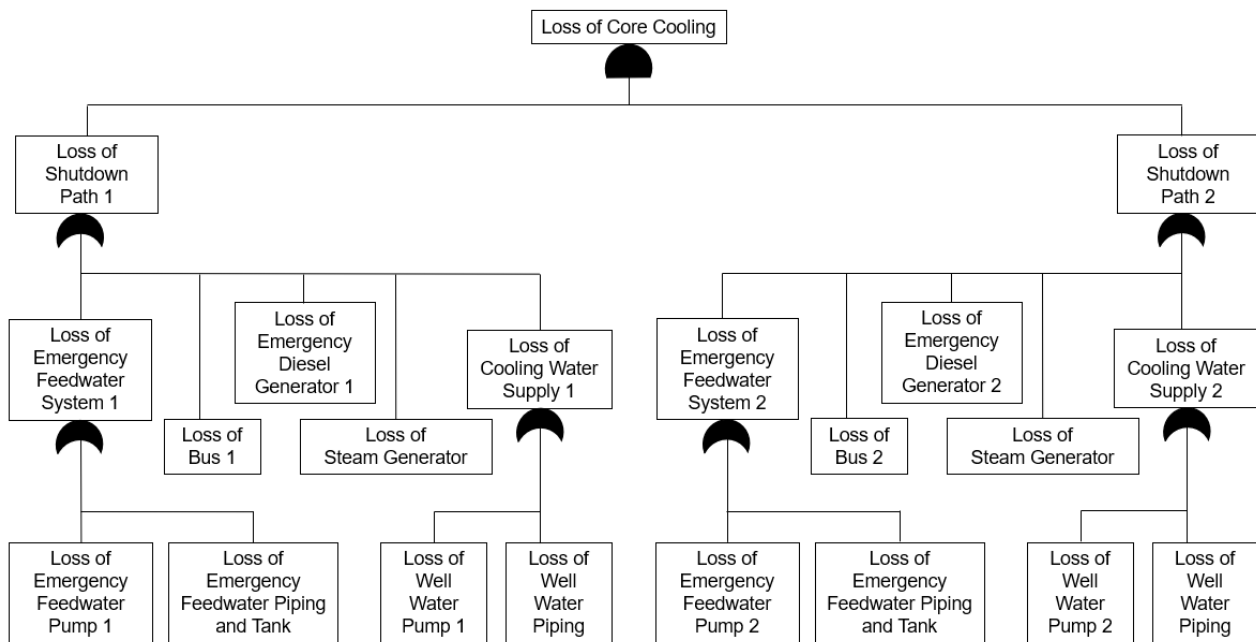 Loss of Core Cooling
Loss of
Shutdown
Path 1
Loss of
Shutdown
Path 2
Loss of
Emergency
Feedwater
System 1
Loss of
Bus 1
Loss of
Emergency
Diesel
Generator 1
Loss of
Steam Generator
Loss of
Cooling Water
Supply 1
Loss of
Emergency
Feedwater
System 2
Loss of
Bus 2
Loss of
Emergency
Diesel
Generator 2
Loss of
Steam Generator
Loss of
Cooling Water
Supply 2
Loss of
Emergency
Feedwater
Pump 1
Loss of
Emergency
Feedwater Piping
and Tank
Loss of
Well
Water
Pump 1
Loss of
Well
Water
Piping
Loss of
Emergency
Feedwater
Pump 2
Loss of
Emergency
Feedwater Piping
and Tank
Loss of
Well
Water
Pump 2
Loss of
Well
Water
Piping